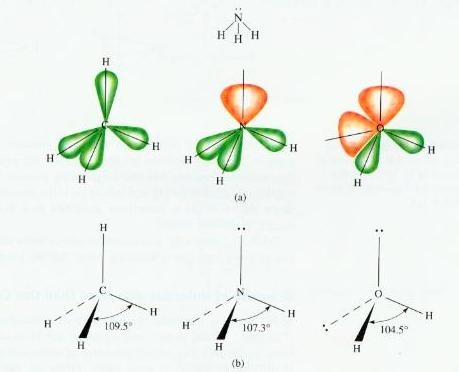 N
H H H
H
C N O
H H H H
H H H
(a)
H
C N O
H H H H H
109.5° 107.3° 104.5°
H H H
(b)